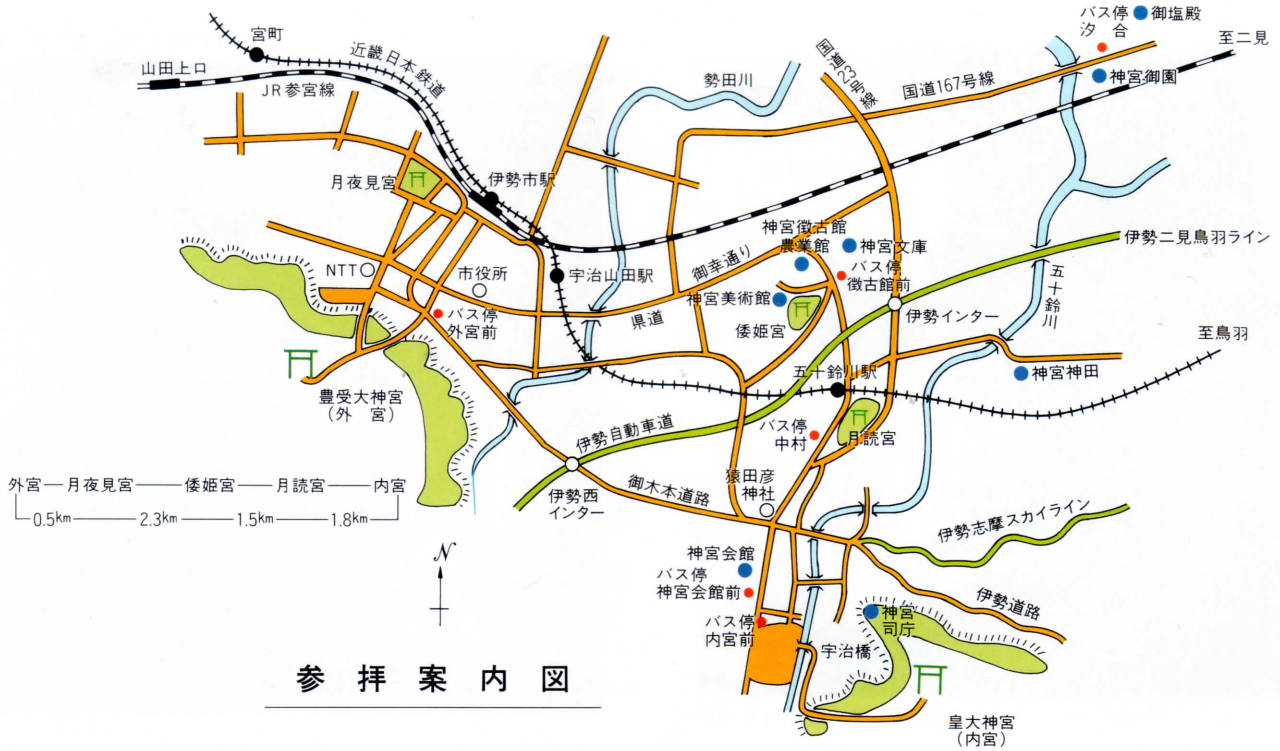 バス停
汐合
御塩殿
至二見
宮町
近畿日本鉄道
国道23号線
山田上口
JR参宮線
勢田川
国道167号線
神宮御園
月夜見宮
伊勢市駅
神宮徴古館
農業館
神宮文庫
伊勢二見鳥羽ライン
NTT
市役所
宇治山田駅
御幸通り
バス停
徴古館前
五十鈴川
神宮美術館
バス停
外宮前
県道
倭姫宮
伊勢インター
至鳥羽
五十鈴川駅
神宮神田
豊受大神宮
(外宮)
伊勢自動車道
バス停
中村
月読宮
外宮―月夜見宮―倭姫宮―月読宮―内宮
0.5km―2.3km―1.5km―1.8km
伊勢西
インター
御木本道路
猿田彦
神社
伊勢志摩スカイライン
N
神宮会館
バス停
神宮会館前
伊勢道路
バス停
内宮前
神宮
司庁
宇治橋
参拝案内図
皇大神宮
(内宮)